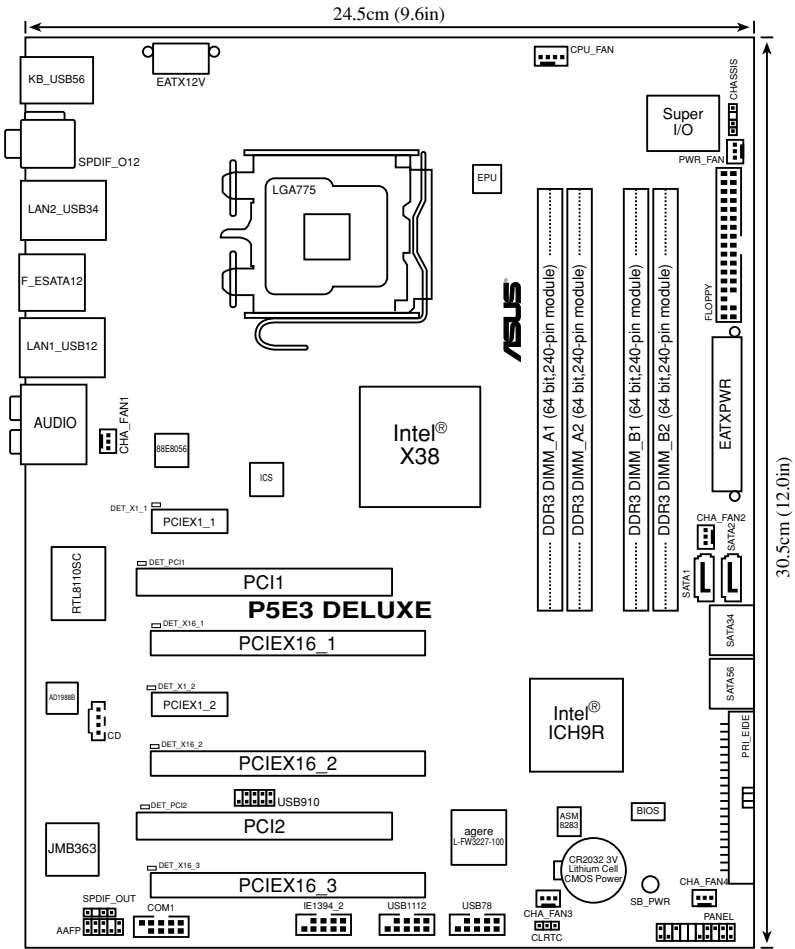 24.5cm (9.6in)
KB_USB56
EATX12V
CPU_FAN
CHASSIS
Super
I/O
PWR_FAN
SPDIF_O12
LGA775
EPU
LAN2_USB34
F_ESATA12
LAN1_USB12
FLOPPY
ASUS
DDR3 DIMM_A1 (64 bit,240-pin module)
DDR3 DIMM_A2 (64 bit,240-pin module)
DDR3 DIMM_B1 (64 bit,240-pin module)
DDR3 DIMM_B2 (64 bit,240-pin module)
EATXPWR
30.5cm (12.0in)
AUDIO
CHA_FAN1
88E8056
Intel®
X38
ICS
DET_X1_1
PCIEX1_1
CHA_FAN2
SATA1
SATA2
RTL8110SC
DET_PCI1
PCI1
P5E3 DELUXE
DET_X16_1
PCIEX16_1
SATA34
SATA56
AD1988B
CD
DET_X1_2
PCIEX1_2
Intel®
ICH9R
PRI_EIDE
DET_X16_2
PCIEX16_2
USB910
DET_PCI2
PCI2
JMB363
agere
L-FW3227-100
ASM
8283
BIOS
CR2032 3V
Lithium Cell
CMOS Power
DET_X16_3
PCIEX16_3
SB_PWR
CHA_FAN4
SPDIF_OUT
AAFP
COM1
IE1394_2
USB1112
USB78
CHA_FAN3
CLRTC
PANEL